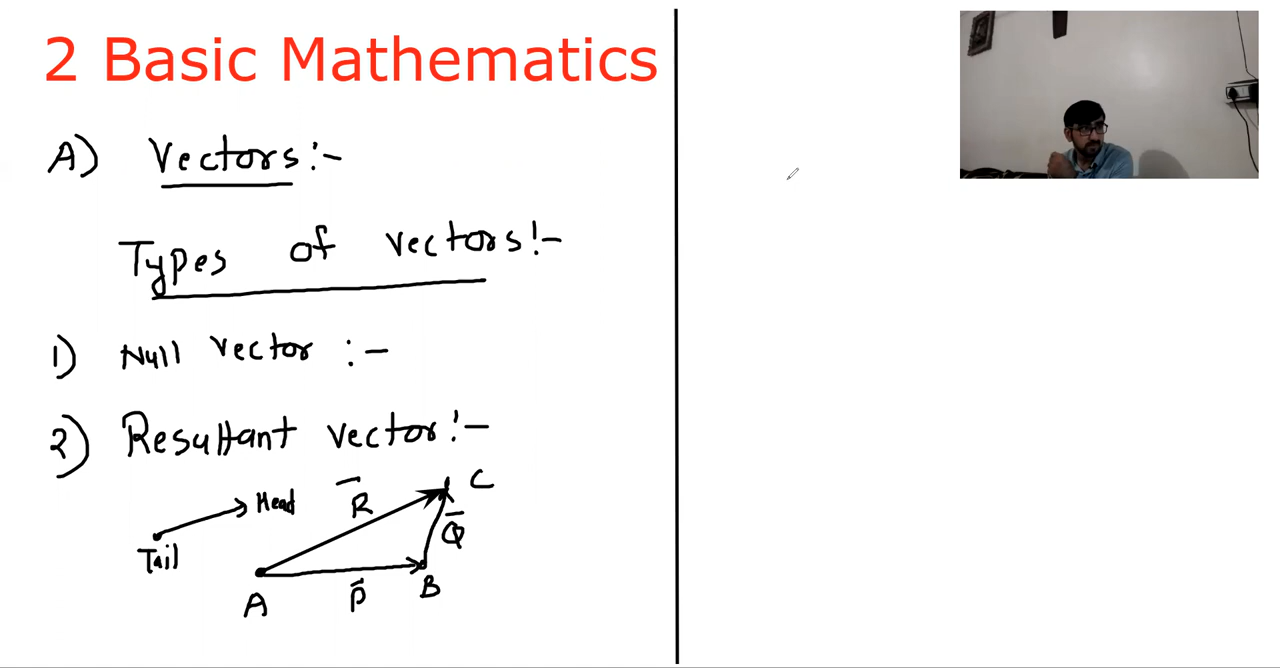 2 Basic Mathematics
A) Vectors:-
Types of vectors:-
1) Null vector :-
2) Resultant vector:-
Head
Tail
R
C
Q
A
P
B